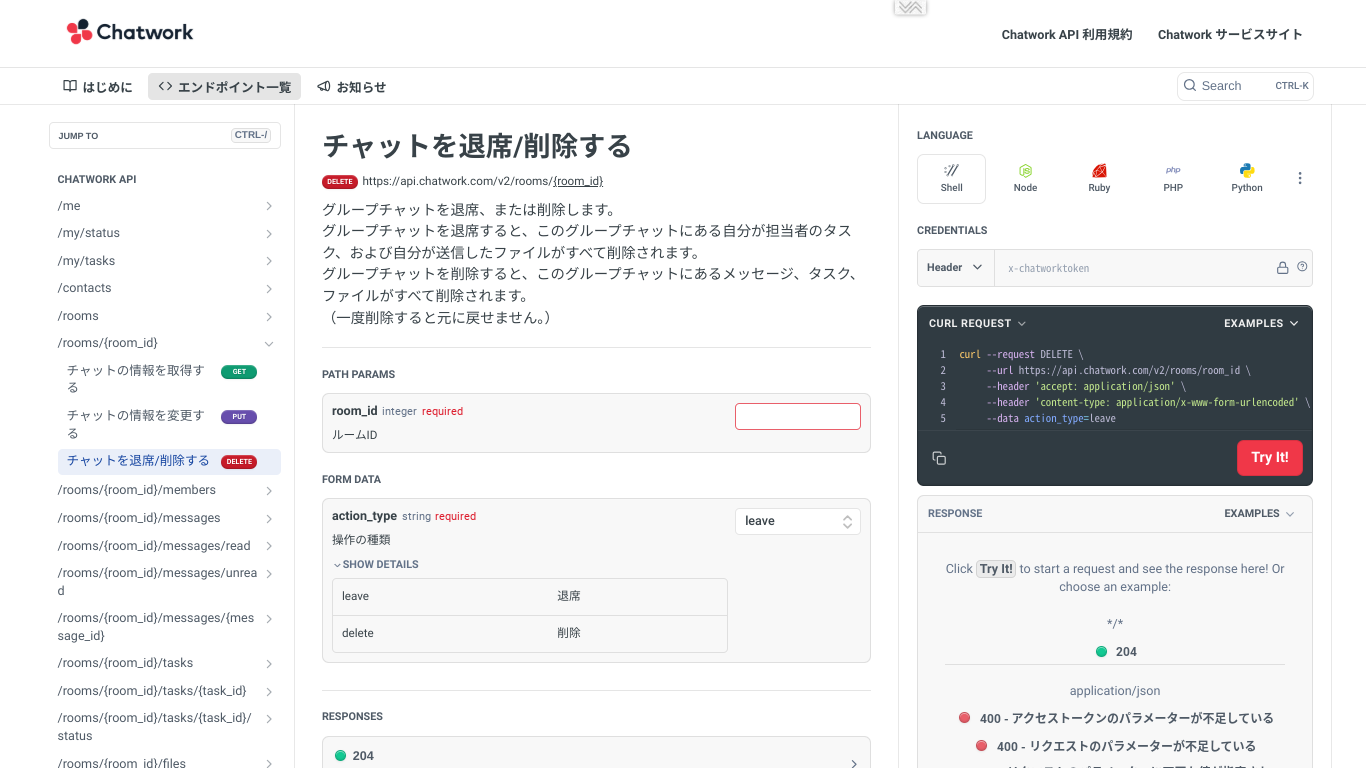 Chatwork
Chatwork API 利用規約
Chatwork サービスサイト
はじめに
エンドポイント一覧
お知らせ
Search
CTRL-K
JUMP TO
CTRL-/
CHATWORK API
/me
/my/status
/my/tasks
/contacts
/rooms
/rooms/{room_id}
チャットの情報を取得す
る
GET
チャットの情報を変更す
る
PUT
チャットを退席/削除する
DELETE
/rooms/{room_id}/members
/rooms/{room_id}/messages
/rooms/{room_id}/messages/read
/rooms/{room_id}/messages/unrea
d
/rooms/{room_id}/messages/{mes
sage_id}
/rooms/{room_id}/tasks
/rooms/{room_id}/tasks/{task_id}
/rooms/{room_id}/tasks/{task_id}/
status
/rooms/{room_id}/files
チャットを退席/削除する
DELETE https://api.chatwork.com/v2/rooms/{room_id}
グループチャットを退席、または削除します。
グループチャットを退席すると、このグループチャットにある自分が担当者のタス
ク、および自分が送信したファイルがすべて削除されます。
グループチャットを削除すると、このグループチャットにあるメッセージ、タスク、
ファイルがすべて削除されます。
（一度削除すると元に戻せません。）
PATH PARAMS
room_id integer required
ルームID
FORM DATA
action_type string required
leave
操作の種類
SHOW DETAILS
leave 退席
delete 削除
RESPONSES
204
LANGUAGE
Shell
Node
Ruby
php
PHP
Python
CREDENTIALS
Header
x-chatworktoken
CURL REQUEST
EXAMPLES
1 curl --request DELETE \
2 --url https://api.chatwork.com/v2/rooms/room_id \
3 --header 'accept: application/json' \
4 --header 'content-type: application/x-www-form-urlencoded' \
5 --data action_type=leave
Try It!
RESPONSE
EXAMPLES
Click Try It! to start a request and see the response here! Or
choose an example:
*/*
204
application/json
400 - アクセストークンのパラメーターが不足している
400 - リクエストのパラメーターが不足している